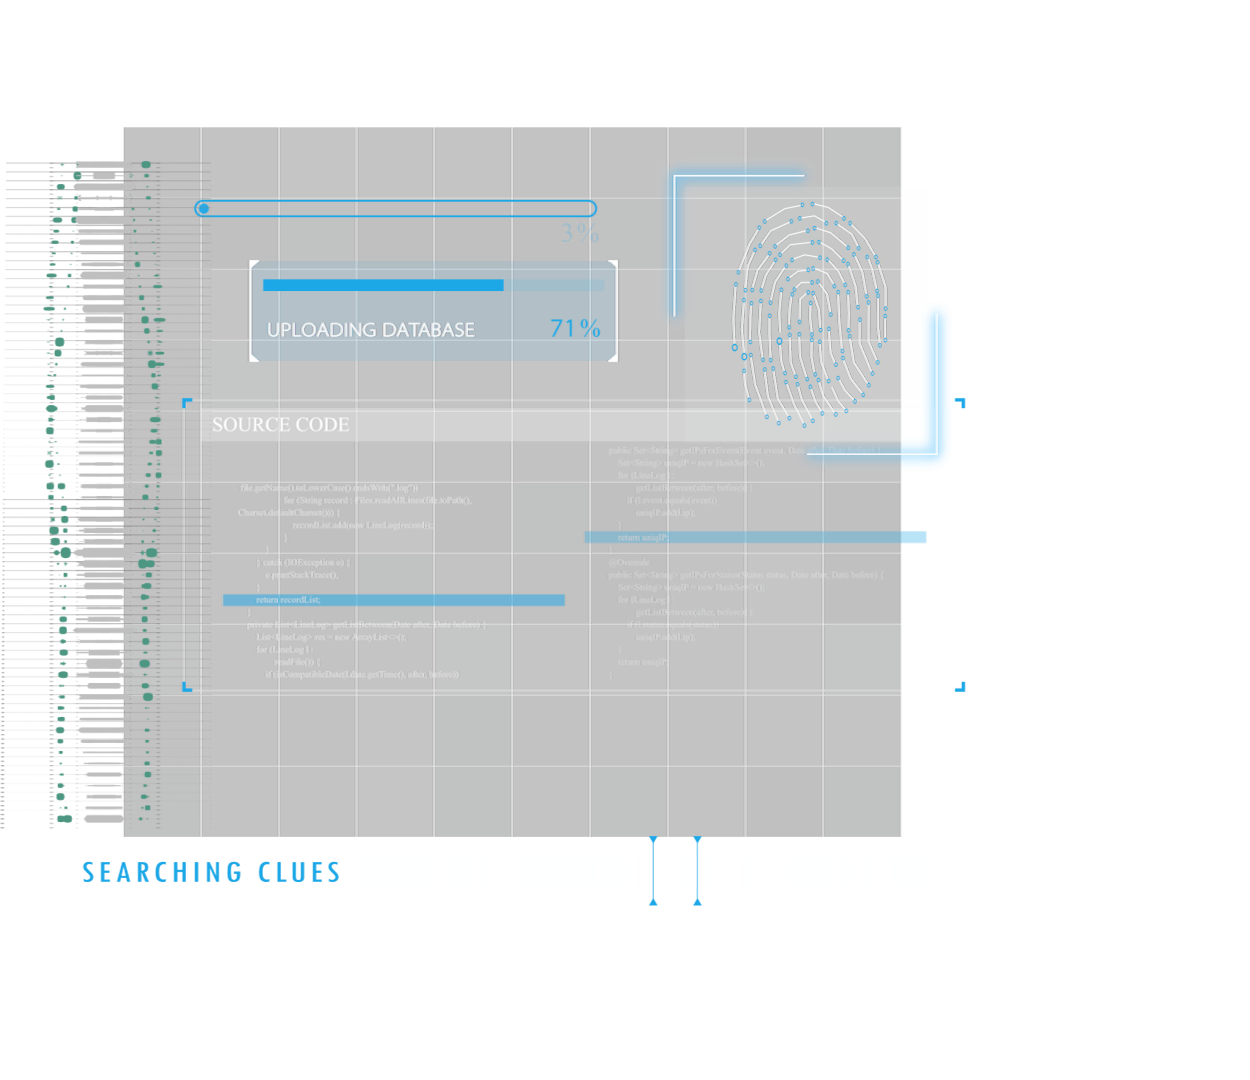 3%
UPLOADING DATABASE 71%
SOURCE CODE
file.getName().toLowerCase().endsWith(".log"))
for (String record : Files.readAllLines(file.toPath(),
Charset.defaultCharset())) {
recordList.add(new LineLog(record));
}
}
} catch (IOException e) {
e.printStackTrace();
}
return recordList;
}
private List<LineLog> getListBetween(Date after, Date before) {
List<LineLog> rec = new ArrayList<>();
for (LineLog l :
readFile()) {
if (isCompatibleDate(l.getTime(), after, before))
public Set<String> getIPsForEvent(Event event, Date
Set<String> uniqIP = new HashSet<>();
for (LineLog
getListBetween(after, before))
if (l.event.equals(event))
uniqIP.add(l.ip);
}
return uniqIP;
}
@Override
public Set<String> getIPsForStatus(Status status, Date after, Date before) {
Set<String> uniqIP = new HashSet<>();
for (LineLog
getListBetween(after, before)) {
if (l.status.equals(status))
uniqIP.add(l.ip);
}
return uniqIP;
}
SEARCHING CLUES